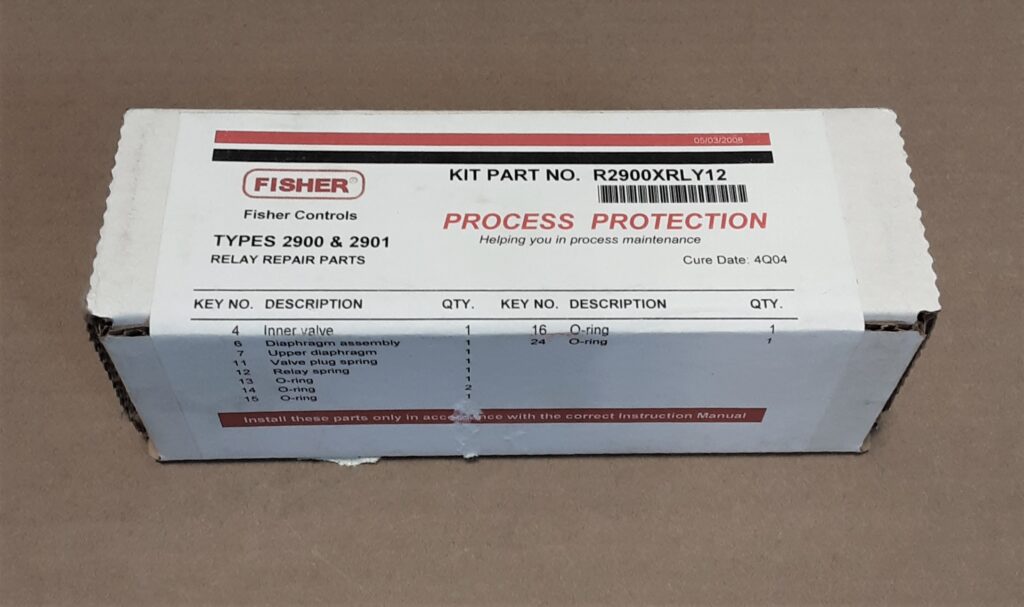 05/03/2008
FISHER®
KIT PART NO. R2900XRLY12
Fisher Controls
PROCESS PROTECTION
Helping you in process maintenance
TYPES 2900 & 2901
RELAY REPAIR PARTS
Cure Date: 4Q04
KEY NO. DESCRIPTION QTY. KEY NO. DESCRIPTION QTY.
4 Inner valve 1 16 O-ring 1
6 Diaphragm assembly 1 24 O-ring 1
7 Upper diaphragm 1
11 Valve plug spring 1
12 Relay spring 1
13 O-ring 1
14 O-ring 2
15 O-ring 1
Install these parts only in accordance with the correct Instruction Manual